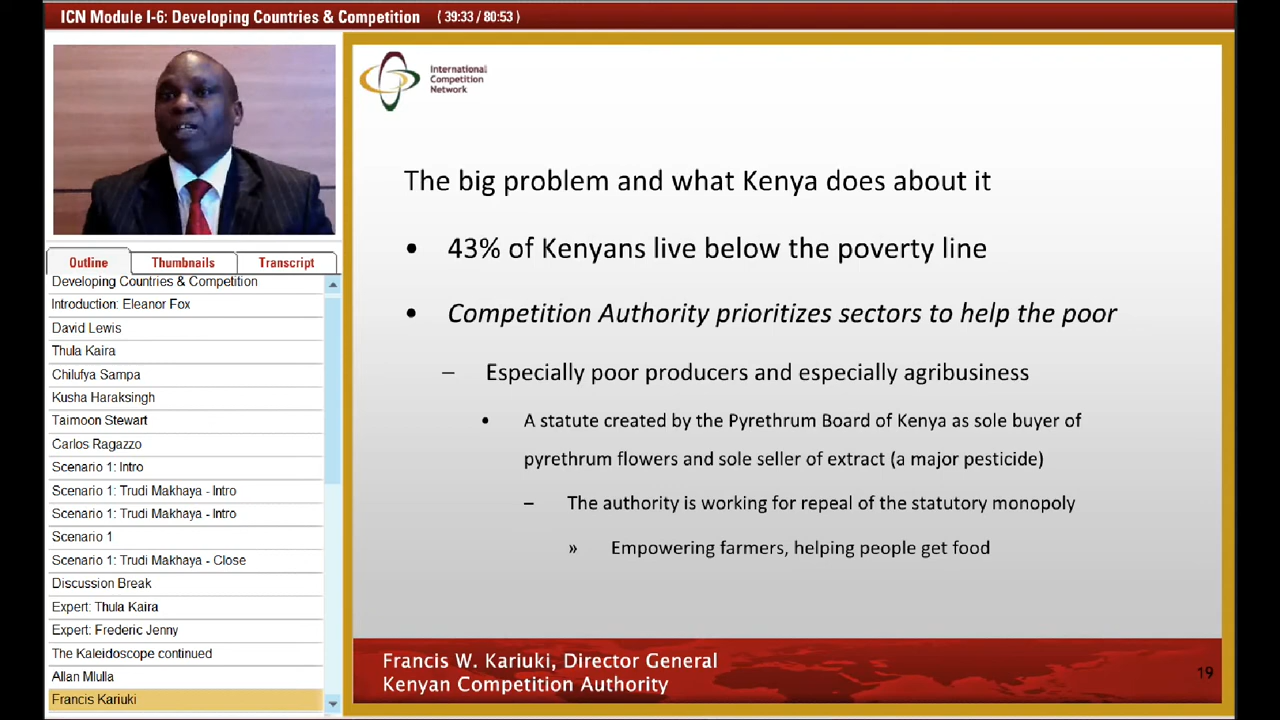 ICN Module I-6: Developing Countries & Competition ( 39:33 / 80:53 )
International
Competition
Network
Outline Thumbnails Transcript
Developing Countries & Competition
Introduction: Eleanor Fox
David Lewis
Thula Kaira
Chilufya Sampa
Kusha Haraksingh
Taimoon Stewart
Carlos Ragazzo
Scenario 1: Intro
Scenario 1: Trudi Makhaya - Intro
Scenario 1: Trudi Makhaya - Intro
Scenario 1
Scenario 1: Trudi Makhaya - Close
Discussion Break
Expert: Thula Kaira
Expert: Frederic Jenny
The Kaleidoscope continued
Allan Mlulla
Francis Kariuki
The big problem and what Kenya does about it
• 43% of Kenyans live below the poverty line
• Competition Authority prioritizes sectors to help the poor
– Especially poor producers and especially agribusiness
• A statute created by the Pyrethrum Board of Kenya as sole buyer of
pyrethrum flowers and sole seller of extract (a major pesticide)
– The authority is working for repeal of the statutory monopoly
» Empowering farmers, helping people get food
Francis W. Kariuki, Director General
Kenyan Competition Authority
19